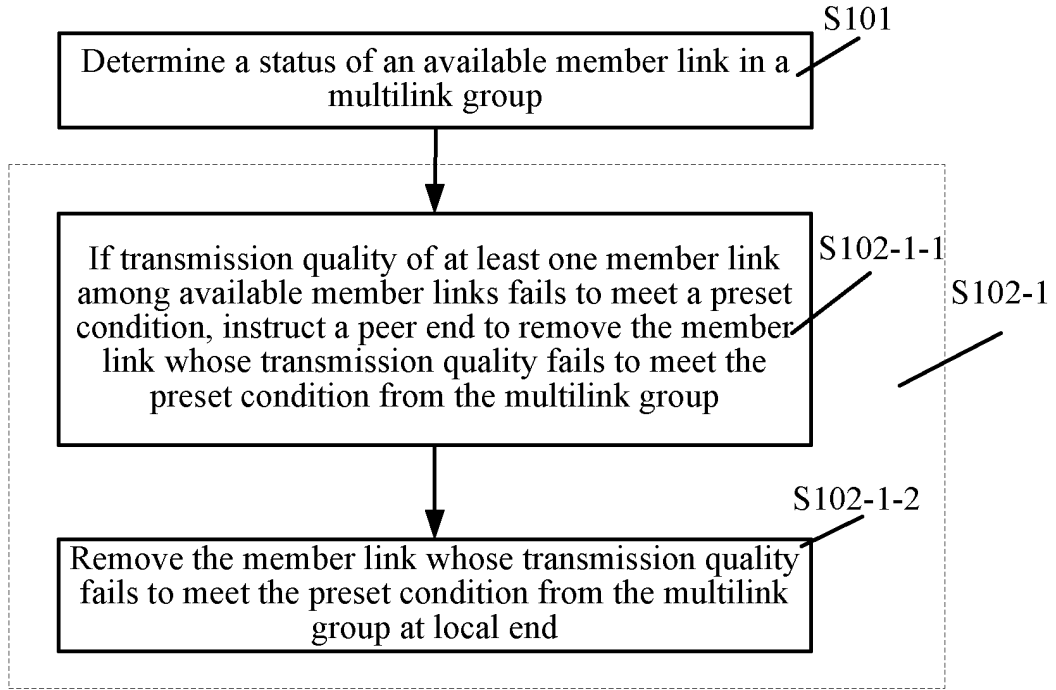 S101
Determine a status of an available member link in a
multilink group
If transmission quality of at least one member link
among available member links fails to meet a preset
condition, instruct a peer end to remove the member
link whose transmission quality fails to meet the
preset condition from the multilink group
S102-1-1
S102-1
S102-1-2
Remove the member link whose transmission quality
fails to meet the preset condition from the multilink
group at local end